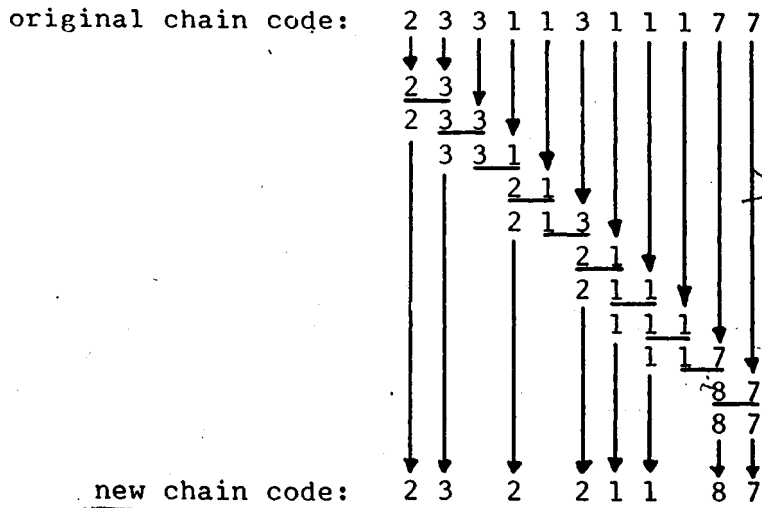 original chain code: 2 3 3 1 1 3 1 1 1 7 7
2 3
2 3 3
3 3 1
2 1
2 1 3
2 1
2 1 1
1 1 1
1 1 7
8 7
8 7
new chain code: 2 3 2 2 1 1 8 7